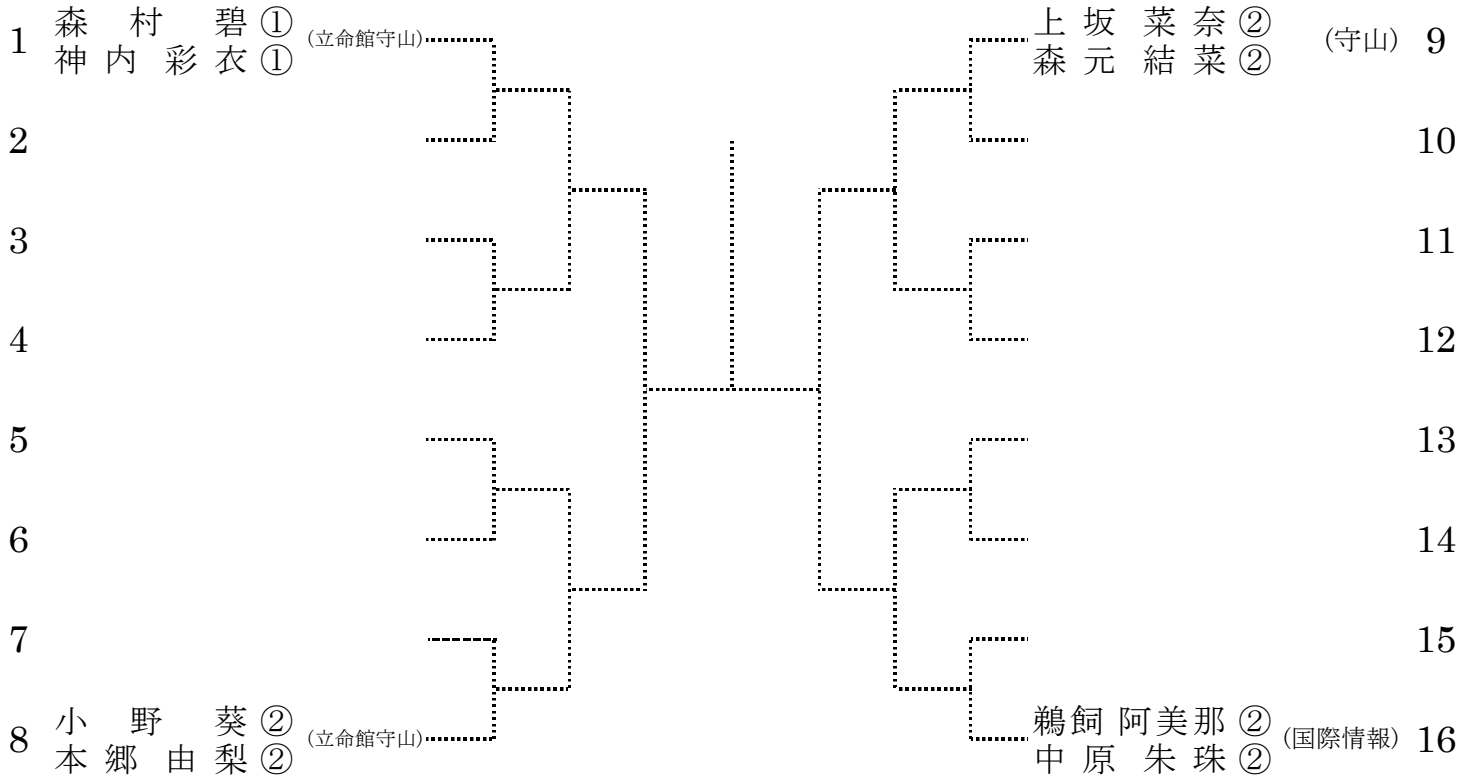 1 森村 碧① (立命館守山)
神内彩衣①
2
3
4
5
6
7
8 小野 葵② (立命館守山)
本郷由梨②
上坂菜奈② (守山) 9
森元結菜②
10
11
12
13
14
15
鵜飼阿美那② (国際情報) 16
中原朱珠②